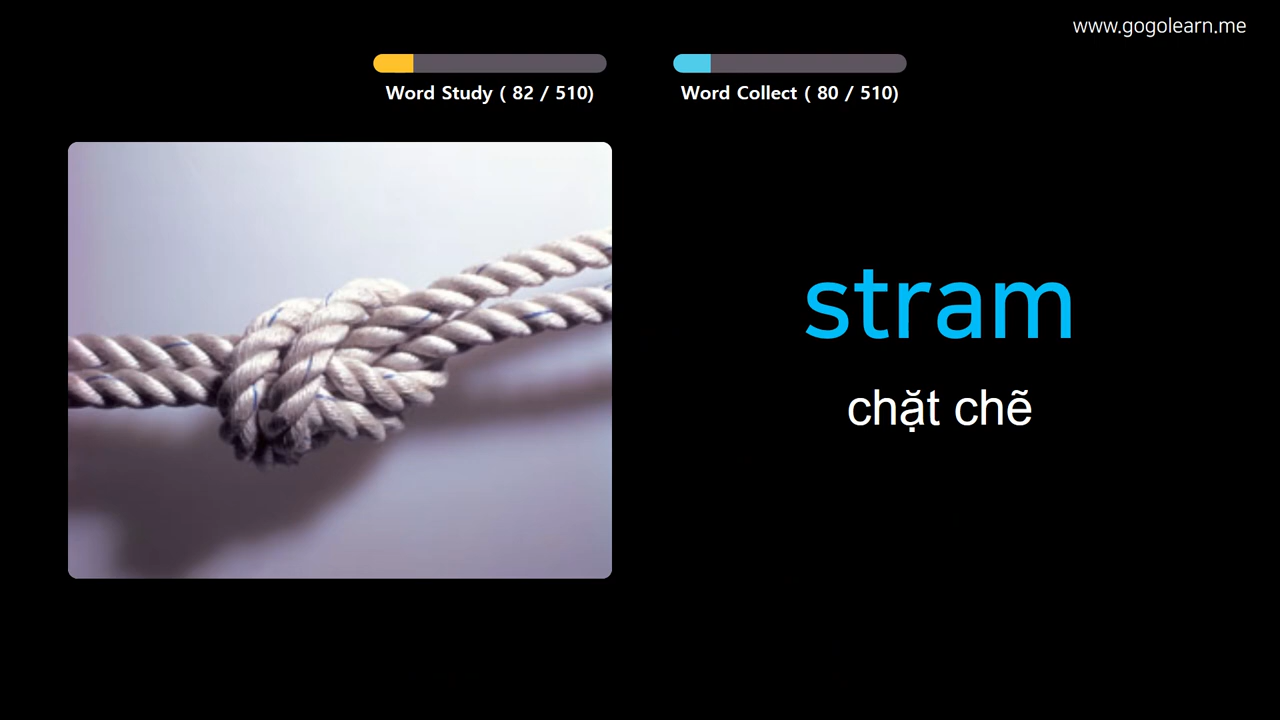 www.gogolearn.me
Word Study ( 82 / 510)
Word Collect ( 80 / 510)
stram
chặt chẽ